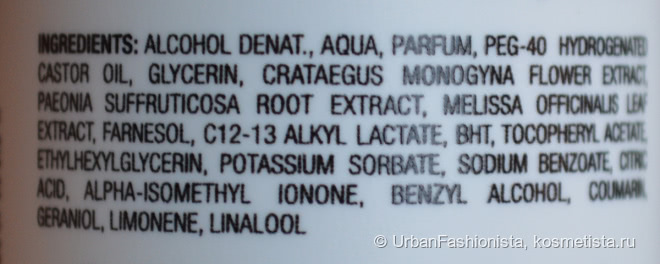 INGREDIENTS: ALCOHOL DENAT., AQUA, PARFUM, PEG-40 HYDROGENATED
CASTOR OIL, GLYCERIN, CRATAEGUS MONOGYNA FLOWER EXTRACT,
PAEONIA SUFFRUTICOSA ROOT EXTRACT, MELISSA OFFICINALIS LEAF
EXTRACT, FARNESOL, C12-13 ALKYL LACTATE, BHT, TOCOPHERYL ACETATE,
ETHYLHEXYLGLYCERIN, POTASSIUM SORBATE, SODIUM BENZOATE, CITRIC
ACID, ALPHA-ISOMETHYL IONONE, BENZYL ALCOHOL, COUMARIN,
GERANIOL, LIMONENE, LINALOOL
© UrbanFashionista, kosmetista.ru